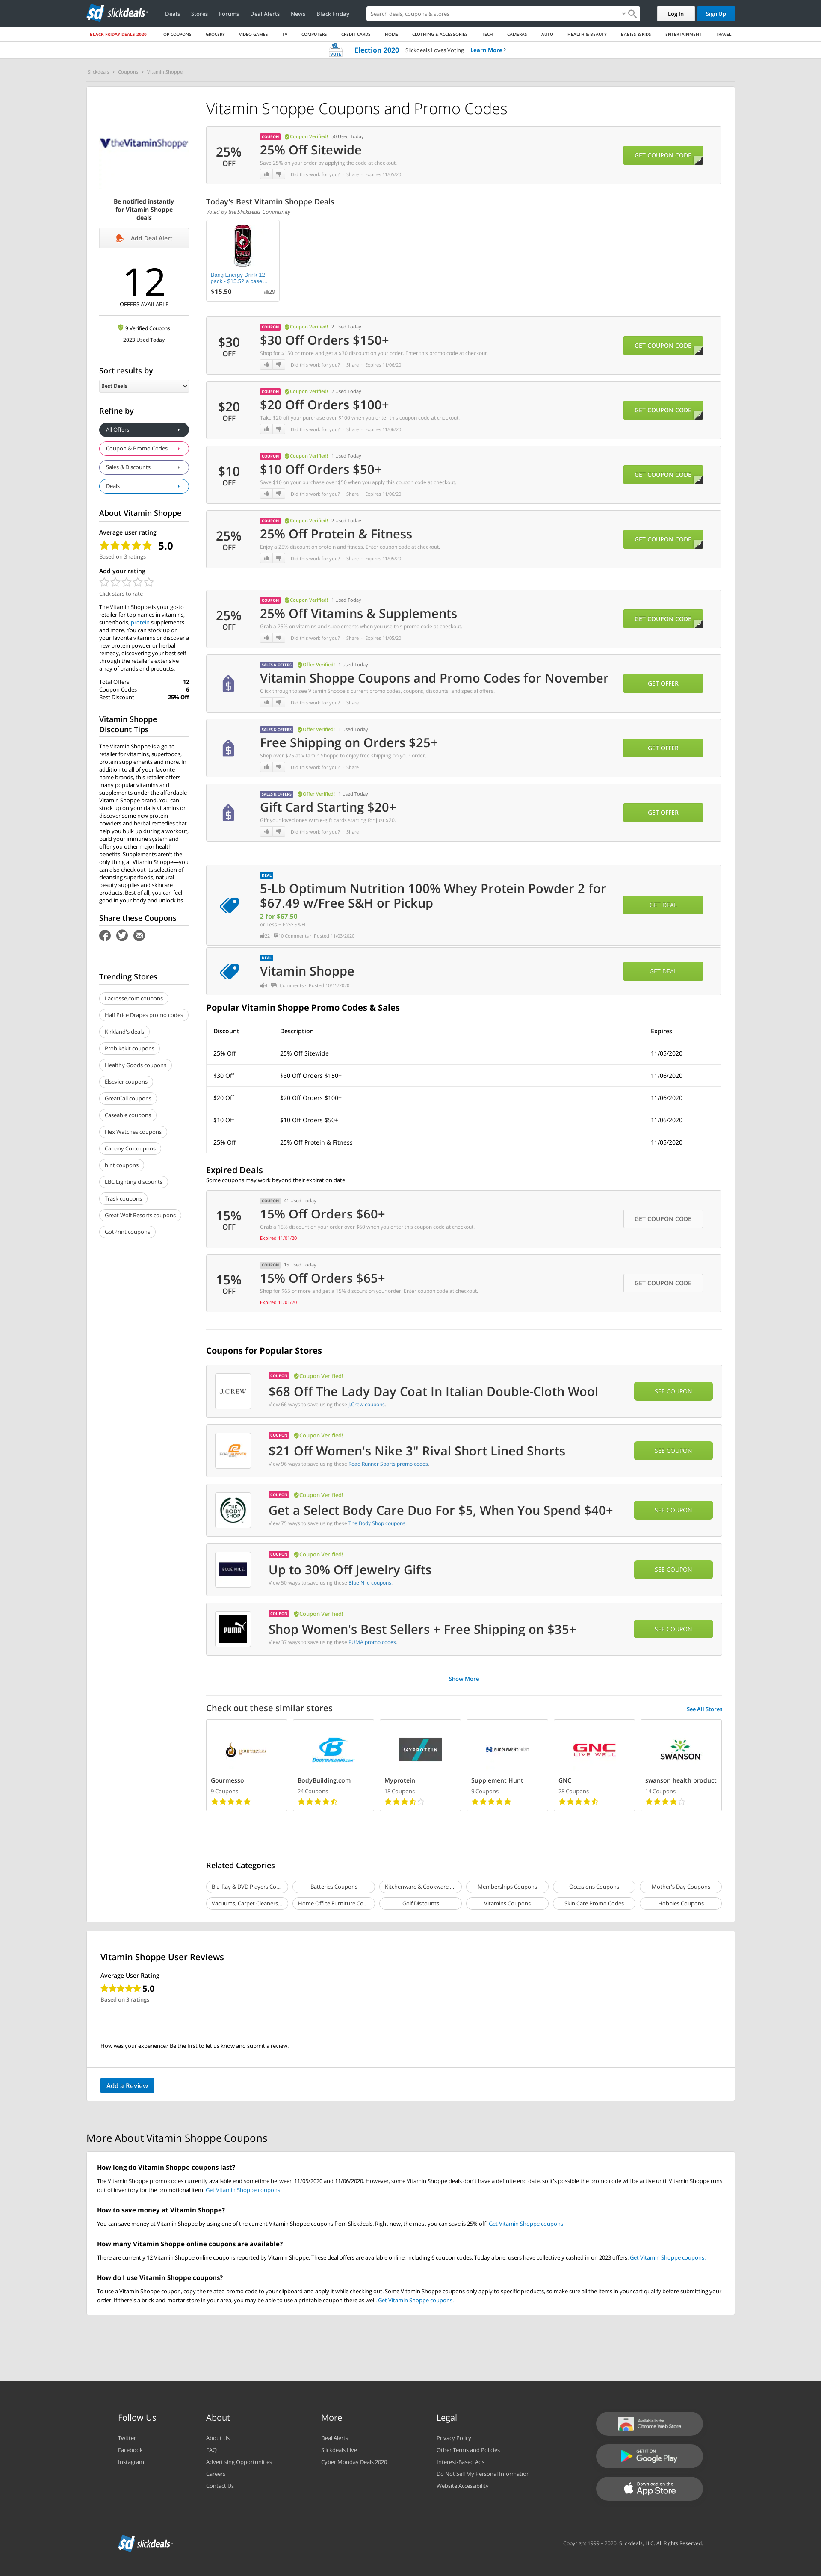 slickdeals
Deals Stores Forums Deal Alerts News Black Friday
Search deals, coupons & stores
Log In Sign Up
BLACK FRIDAY DEALS 2020 TOP COUPONS GROCERY VIDEO GAMES TV COMPUTERS CREDIT CARDS HOME CLOTHING & ACCESSORIES TECH CAMERAS AUTO HEALTH & BEAUTY BABIES & KIDS ENTERTAINMENT TRAVEL
VOTE Election 2020 Slickdeals Loves Voting Learn More
Slickdeals > Coupons > Vitamin Shoppe
theVitaminShoppe
Be notified instantly
for Vitamin Shoppe
deals
Add Deal Alert
12
OFFERS AVAILABLE
9 Verified Coupons
2023 Used Today
Sort results by
Best Deals
Refine by
All Offers
Coupon & Promo Codes
Sales & Discounts
Deals
About Vitamin Shoppe
Average user rating
5.0
Based on 3 ratings
Add your rating
Click stars to rate
The Vitamin Shoppe is your go-to
retailer for top names in vitamins,
superfoods, protein supplements
and more. You can stock up on
your favorite vitamins or discover a
new protein powder or herbal
remedy, discovering your best self
through the retailer's extensive
array of brands and products.
Total Offers 12
Coupon Codes 6
Best Discount 25% Off
Vitamin Shoppe
Discount Tips
The Vitamin Shoppe is a go-to
retailer for vitamins, superfoods,
protein supplements and more. In
addition to all of your favorite
name brands, this retailer offers
many popular vitamins and
supplements under the affordable
Vitamin Shoppe brand. You can
stock up on your daily vitamins or
discover some new protein
powders and herbal remedies that
help you bulk up during a workout,
build your immune system and
offer you other major health
benefits. Supplements aren't the
only thing at Vitamin Shoppe—you
can also check out its selection of
cleansing superfoods, natural
beauty supplies and skincare
products. Best of all, you can feel
good in your body and unlock its
Share these Coupons
Trending Stores
Lacrosse.com coupons
Half Price Drapes promo codes
Kirkland's deals
Probikekit coupons
Healthy Goods coupons
Elsevier coupons
GreatCall coupons
Caseable coupons
Flex Watches coupons
Cabany Co coupons
hint coupons
LBC Lighting discounts
Trask coupons
Great Wolf Resorts coupons
GotPrint coupons
Vitamin Shoppe Coupons and Promo Codes
25% OFF
COUPON Coupon Verified! 50 Used Today
25% Off Sitewide
Save 25% on your order by applying the code at checkout.
Did this work for you? · Share · Expires 11/05/20
GET COUPON CODE
Today's Best Vitamin Shoppe Deals
Voted by the Slickdeals Community
Bang Energy Drink 12
pack - $15.52 a case...
$15.50 29
$30 OFF
COUPON Coupon Verified! 2 Used Today
$30 Off Orders $150+
Shop for $150 or more and get a $30 discount on your order. Enter this promo code at checkout.
Did this work for you? · Share · Expires 11/06/20
GET COUPON CODE
$20 OFF
COUPON Coupon Verified! 2 Used Today
$20 Off Orders $100+
Take $20 off your purchase over $100 when you enter this coupon code at checkout.
Did this work for you? · Share · Expires 11/06/20
GET COUPON CODE
$10 OFF
COUPON Coupon Verified! 1 Used Today
$10 Off Orders $50+
Save $10 on your purchase over $50 when you apply this coupon code at checkout.
Did this work for you? · Share · Expires 11/06/20
GET COUPON CODE
25% OFF
COUPON Coupon Verified! 2 Used Today
25% Off Protein & Fitness
Enjoy a 25% discount on protein and fitness. Enter coupon code at checkout.
Did this work for you? · Share · Expires 11/05/20
GET COUPON CODE
25% OFF
COUPON Coupon Verified! 1 Used Today
25% Off Vitamins & Supplements
Grab a 25% on vitamins and supplements when you use this promo code at checkout.
Did this work for you? · Share · Expires 11/05/20
GET COUPON CODE
SALES & OFFERS Offer Verified! 1 Used Today
Vitamin Shoppe Coupons and Promo Codes for November
Click through to see Vitamin Shoppe's current promo codes, coupons, discounts, and special offers.
Did this work for you? · Share
GET OFFER
SALES & OFFERS Offer Verified! 1 Used Today
Free Shipping on Orders $25+
Shop over $25 at Vitamin Shoppe to enjoy free shipping on your order.
Did this work for you? · Share
GET OFFER
SALES & OFFERS Offer Verified! 1 Used Today
Gift Card Starting $20+
Gift your loved ones with e-gift cards starting for just $20.
Did this work for you? · Share
GET OFFER
DEAL
5-Lb Optimum Nutrition 100% Whey Protein Powder 2 for
$67.49 w/Free S&H or Pickup
2 for $67.50
or Less + Free S&H
Posted 11/03/2020
GET DEAL
DEAL
Vitamin Shoppe
Comments · Posted 10/15/2020
GET DEAL
Popular Vitamin Shoppe Promo Codes & Sales
Discount Description Expires
25% Off 25% Off Sitewide 11/05/2020
$30 Off $30 Off Orders $150+ 11/06/2020
$20 Off $20 Off Orders $100+ 11/06/2020
$10 Off $10 Off Orders $50+ 11/06/2020
25% Off 25% Off Protein & Fitness 11/05/2020
Expired Deals
Some coupons may work beyond their expiration date.
15% OFF
COUPON 41 Used Today
15% Off Orders $60+
Grab a 15% discount on your order over $60 when you enter this coupon code at checkout.
Expired 11/01/20
GET COUPON CODE
15% OFF
COUPON 15 Used Today
15% Off Orders $65+
Shop for $65 or more and get a 15% discount on your order. Enter coupon code at checkout.
Expired 11/01/20
GET COUPON CODE
Coupons for Popular Stores
J.CREW
COUPON Coupon Verified!
$68 Off The Lady Day Coat In Italian Double-Cloth Wool
View 66 ways to save using these J.Crew coupons.
SEE COUPON
COUPON Coupon Verified!
$21 Off Women's Nike 3" Rival Short Lined Shorts
View 96 ways to save using these Road Runner Sports promo codes.
SEE COUPON
THE BODY SHOP
COUPON Coupon Verified!
Get a Select Body Care Duo For $5, When You Spend $40+
View 75 ways to save using these The Body Shop coupons.
SEE COUPON
BLUE NILE
COUPON Coupon Verified!
Up to 30% Off Jewelry Gifts
View 50 ways to save using these Blue Nile coupons.
SEE COUPON
PUMA
COUPON Coupon Verified!
Shop Women's Best Sellers + Free Shipping on $35+
View 37 ways to save using these PUMA promo codes.
SEE COUPON
Show More
Check out these similar stores See All Stores
gourmesso BODYBUILDING.com MYPROTEIN SUPPLEMENT HUNT GNC LIVE WELL SWANSON
Gourmesso BodyBuilding.com Myprotein Supplement Hunt GNC swanson health product
9 Coupons 24 Coupons 18 Coupons 9 Coupons 28 Coupons 14 Coupons
Related Categories
Blu-Ray & DVD Players Co... Batteries Coupons Kitchenware & Cookware ... Memberships Coupons Occasions Coupons Mother's Day Coupons
Vacuums, Carpet Cleaners... Home Office Furniture Co... Golf Discounts Vitamins Coupons Skin Care Promo Codes Hobbies Coupons
Vitamin Shoppe User Reviews
Average User Rating
5.0
Based on 3 ratings
How was your experience? Be the first to let us know and submit a review.
Add a Review
More About Vitamin Shoppe Coupons
How long do Vitamin Shoppe coupons last?
The Vitamin Shoppe promo codes currently available end sometime between 11/05/2020 and 11/06/2020. However, some Vitamin Shoppe deals don't have a definite end date, so it's possible the promo code will be active until Vitamin Shoppe runs
out of inventory for the promotional item. Get Vitamin Shoppe coupons.
How to save money at Vitamin Shoppe?
You can save money at Vitamin Shoppe by using one of the current Vitamin Shoppe coupons from Slickdeals. Right now, the most you can save is 25% off. Get Vitamin Shoppe coupons.
How many Vitamin Shoppe online coupons are available?
There are currently 12 Vitamin Shoppe online coupons reported by Vitamin Shoppe. These deal offers are available online, including 6 coupon codes. Today alone, users have collectively cashed in on 2023 offers. Get Vitamin Shoppe coupons.
How do I use Vitamin Shoppe coupons?
To use a Vitamin Shoppe coupon, copy the related promo code to your clipboard and apply it while checking out. Some Vitamin Shoppe coupons only apply to specific products, so make sure all the items in your cart qualify before submitting your
order. If there's a brick-and-mortar store in your area, you may be able to use a printable coupon there as well. Get Vitamin Shoppe coupons.
Follow Us About More Legal
Twitter About Us Deal Alerts Privacy Policy
Facebook FAQ Slickdeals Live Other Terms and Policies
Instagram Advertising Opportunities Cyber Monday Deals 2020 Interest-Based Ads
Careers Do Not Sell My Personal Information
Contact Us Website Accessibility
Available in the
Chrome Web Store
GET IT ON
Google Play
Download on the
App Store
slickdeals
Copyright 1999 – 2020. Slickdeals, LLC. All Rights Reserved.